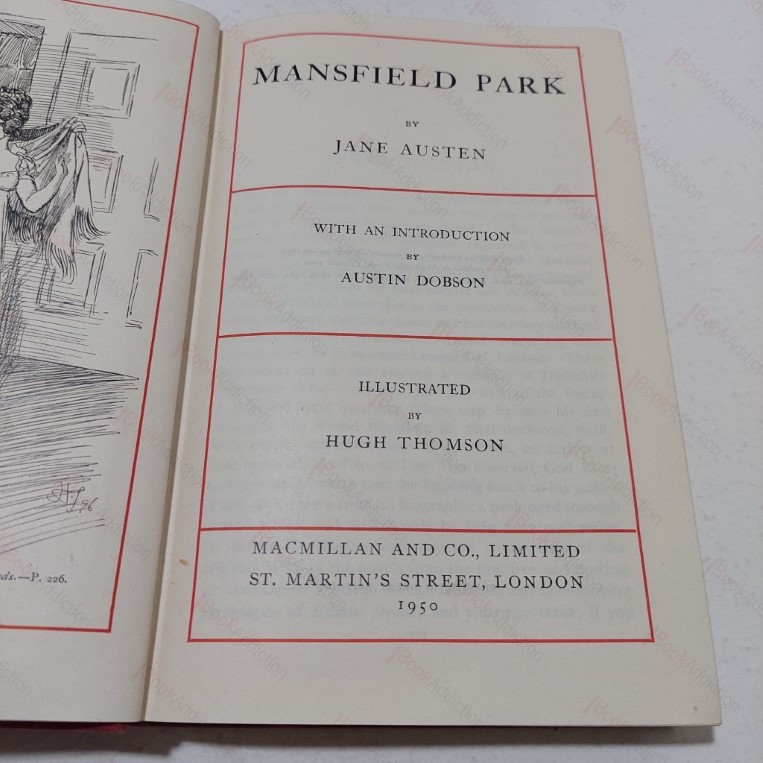 MANSFIELD PARK
BY
JANE AUSTEN
WITH AN INTRODUCTION
BY
AUSTIN DOBSON
ILLUSTRATED
BY
HUGH THOMSON
MACMILLAN AND CO., LIMITED
ST. MARTIN'S STREET, LONDON
1950
—P. 226.
BookAddiction